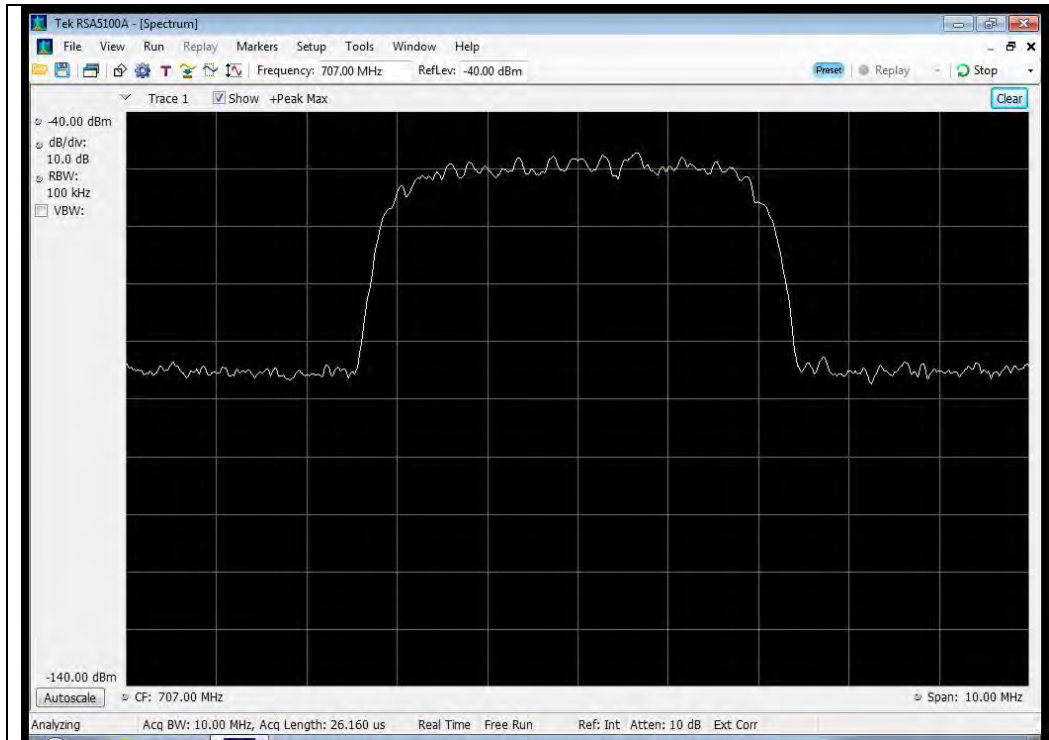 Tek RSA5100A - [Spectrum]
File View Run Replay Markers Setup Tools Window Help
Frequency: 707.00 MHz RefLev: -40.00 dBm Preset Replay Stop
Trace 1 Show +Peak Max Clear
-40.00 dBm
dB/div:
10.0 dB
RBW:
100 kHz
VBW:
-140.00 dBm
Autoscale CF: 707.00 MHz Span: 10.00 MHz
Analyzing Acq BW: 10.00 MHz, Acq Length: 26.160 us Real Time Free Run Ref: Int Atten: 10 dB Ext Corr